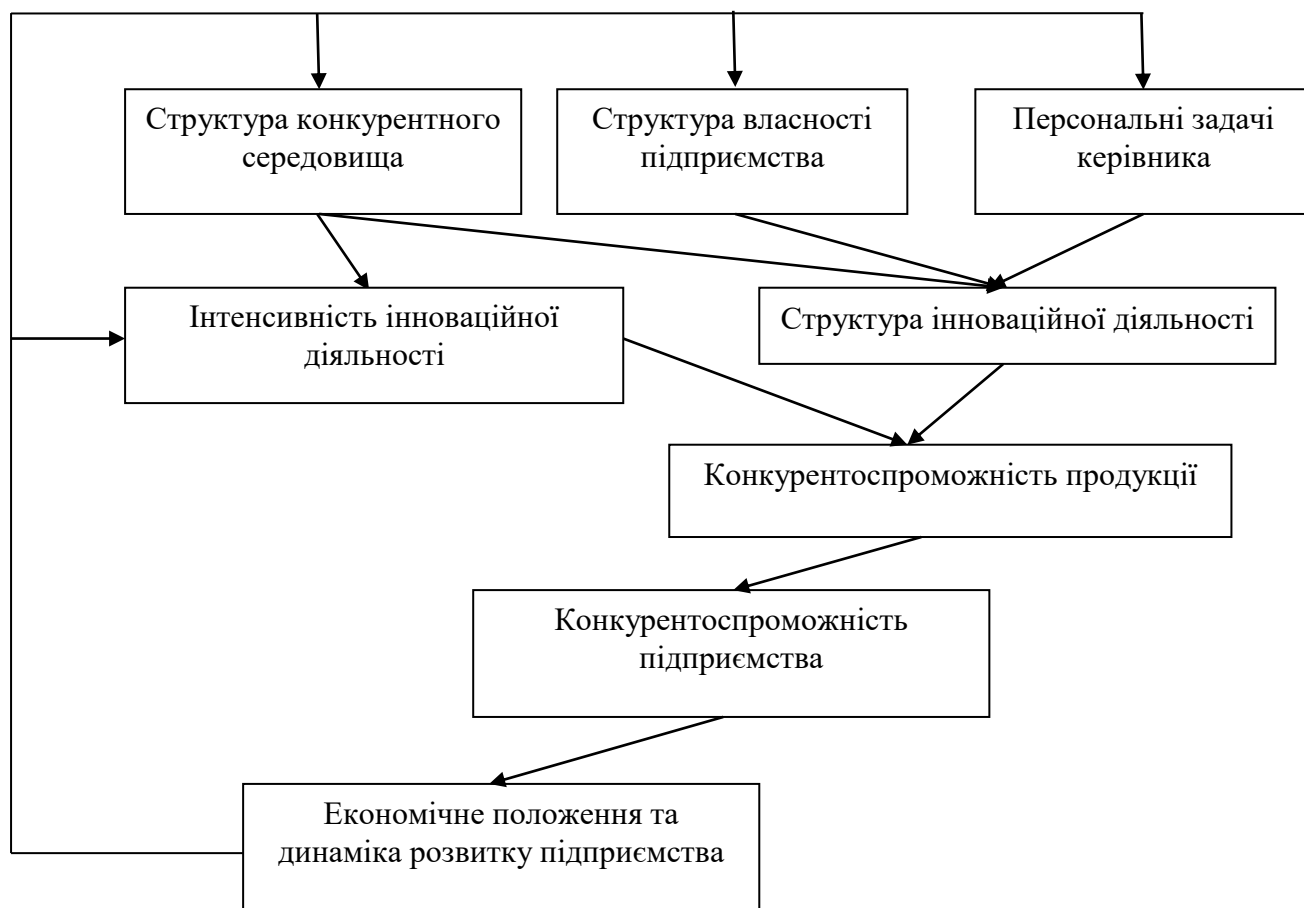 Структура конкурентного
середовища
Структура власності
підприємства
Персональні задачі
керівника
Інтенсивність інноваційної
діяльності
Структура інноваційної діяльності
Конкурентоспроможність продукції
Конкурентоспроможність
підприємства
Економічне положення та
динаміка розвитку підприємства